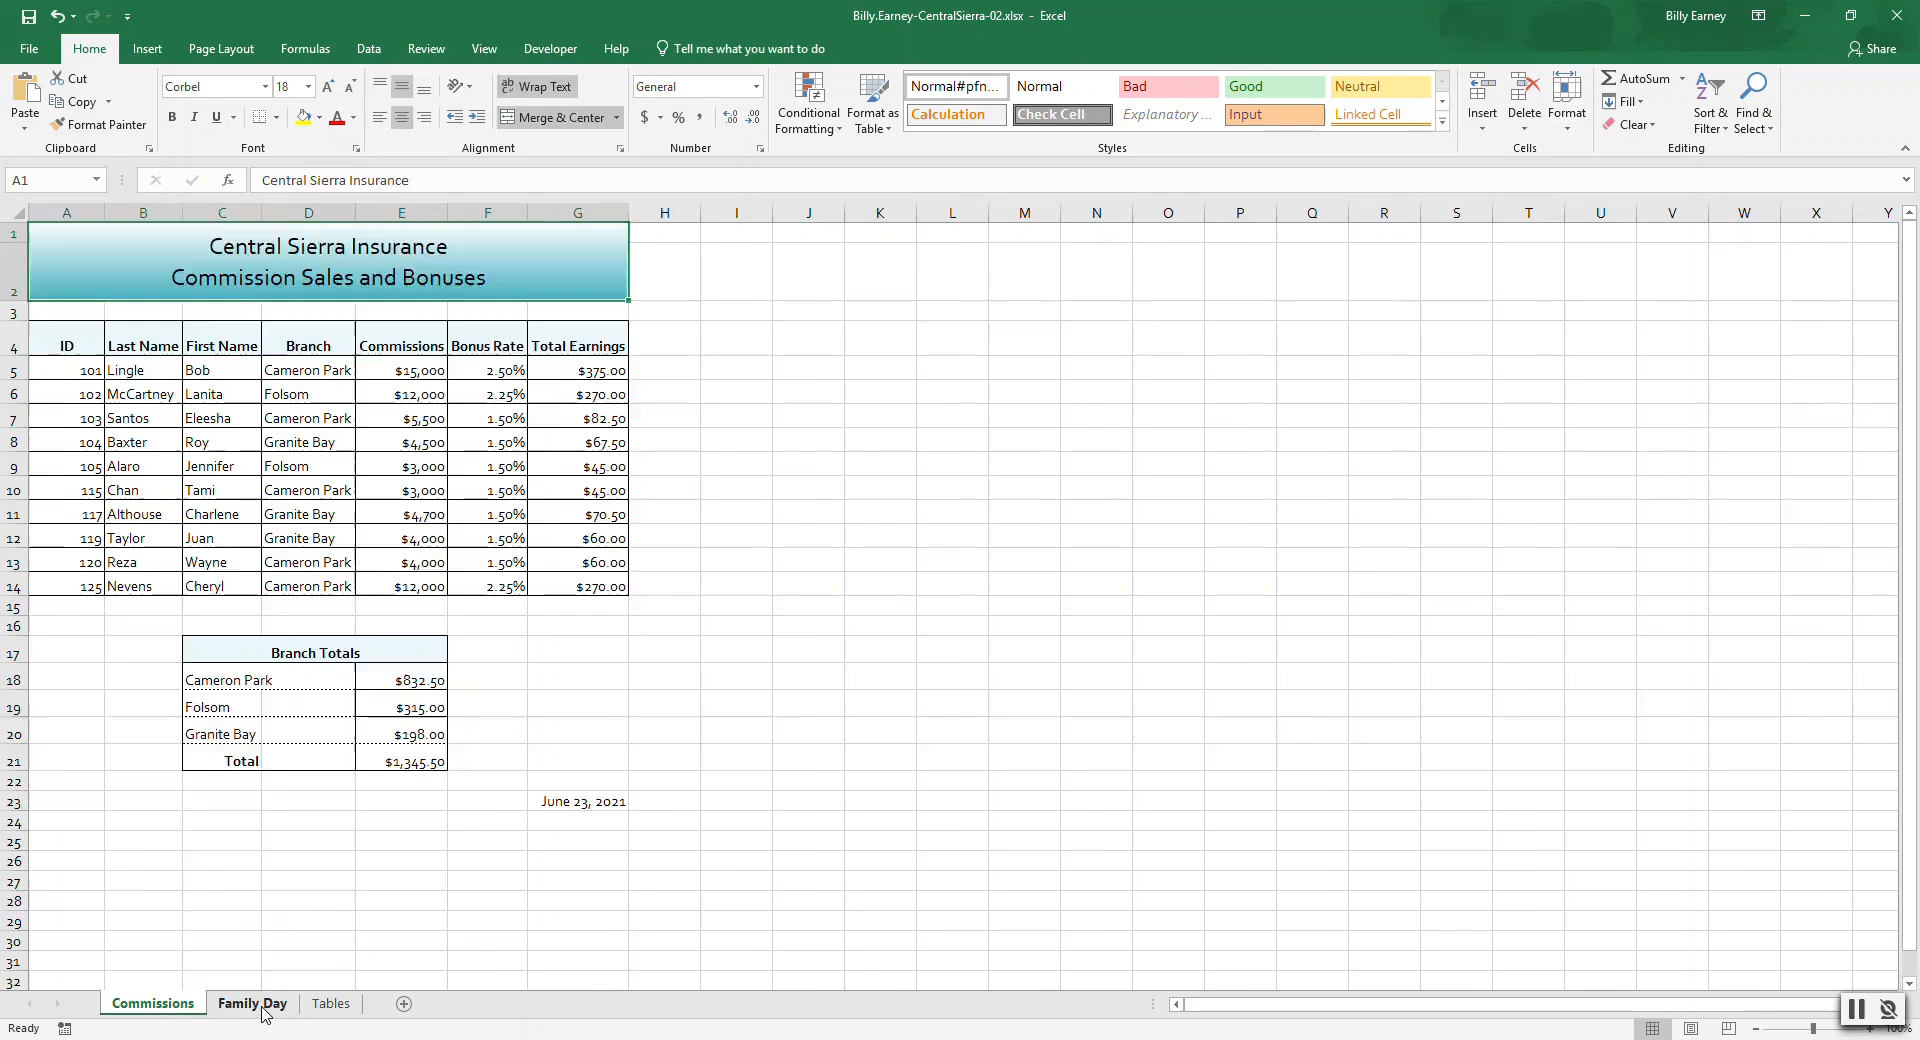 Billy.Earney-CentralSierra-02.xlsx - Excel
Billy Earney
File Home Insert Page Layout Formulas Data Review View Developer Help Tell me what you want to do Share
Paste
Cut
Copy
Format Painter
Clipboard
Corbel 18 A A
B I U A
Font
ab Wrap Text
Merge & Center
Alignment
General
$ % ,
Number
Conditional Formatting
Format as Table
Normal#pfn... Normal Bad Good Neutral
Calculation Check Cell Explanatory ... Input Linked Cell
Styles
Insert Delete Format
Cells
AutoSum
Fill
Clear
Sort & Filter
Find & Select
Editing
A1 fx Central Sierra Insurance
A B C D E F G H I J K L M N O P Q R S T U V W X Y
1
2
Central Sierra Insurance
Commission Sales and Bonuses
3
4 ID Last Name First Name Branch Commissions Bonus Rate Total Earnings
5 101 Lingle Bob Cameron Park $15,000 2.50% $375.00
6 102 McCartney Lanita Folsom $12,000 2.25% $270.00
7 103 Santos Eleesha Cameron Park $5,500 1.50% $82.50
8 104 Baxter Roy Granite Bay $4,500 1.50% $67.50
9 105 Alaro Jennifer Folsom $3,000 1.50% $45.00
10 115 Chan Tami Cameron Park $3,000 1.50% $45.00
11 117 Althouse Charlene Granite Bay $4,700 1.50% $70.50
12 119 Taylor Juan Granite Bay $4,000 1.50% $60.00
13 120 Reza Wayne Cameron Park $4,000 1.50% $60.00
14 125 Nevens Cheryl Cameron Park $12,000 2.25% $270.00
15
16
17 Branch Totals
18 Cameron Park $832.50
19 Folsom $315.00
20 Granite Bay $198.00
21 Total $1,345.50
22
23 June 23, 2021
24
25
26
27
28
29
30
31
32
Commissions Family Day Tables
Ready 100%